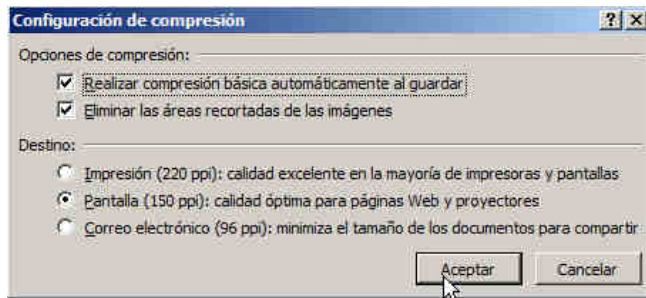 Configuración de compresión
Opciones de compresión:
Realizar compresión básica automáticamente al guardar
Eliminar las áreas recortadas de las imágenes
Destino:
Impresión (220 ppi): calidad excelente en la mayoría de impresoras y pantallas
Pantalla (150 ppi): calidad óptima para páginas Web y proyectores
Correo electrónico (96 ppi): minimiza el tamaño de los documentos para compartir
Aceptar Cancelar